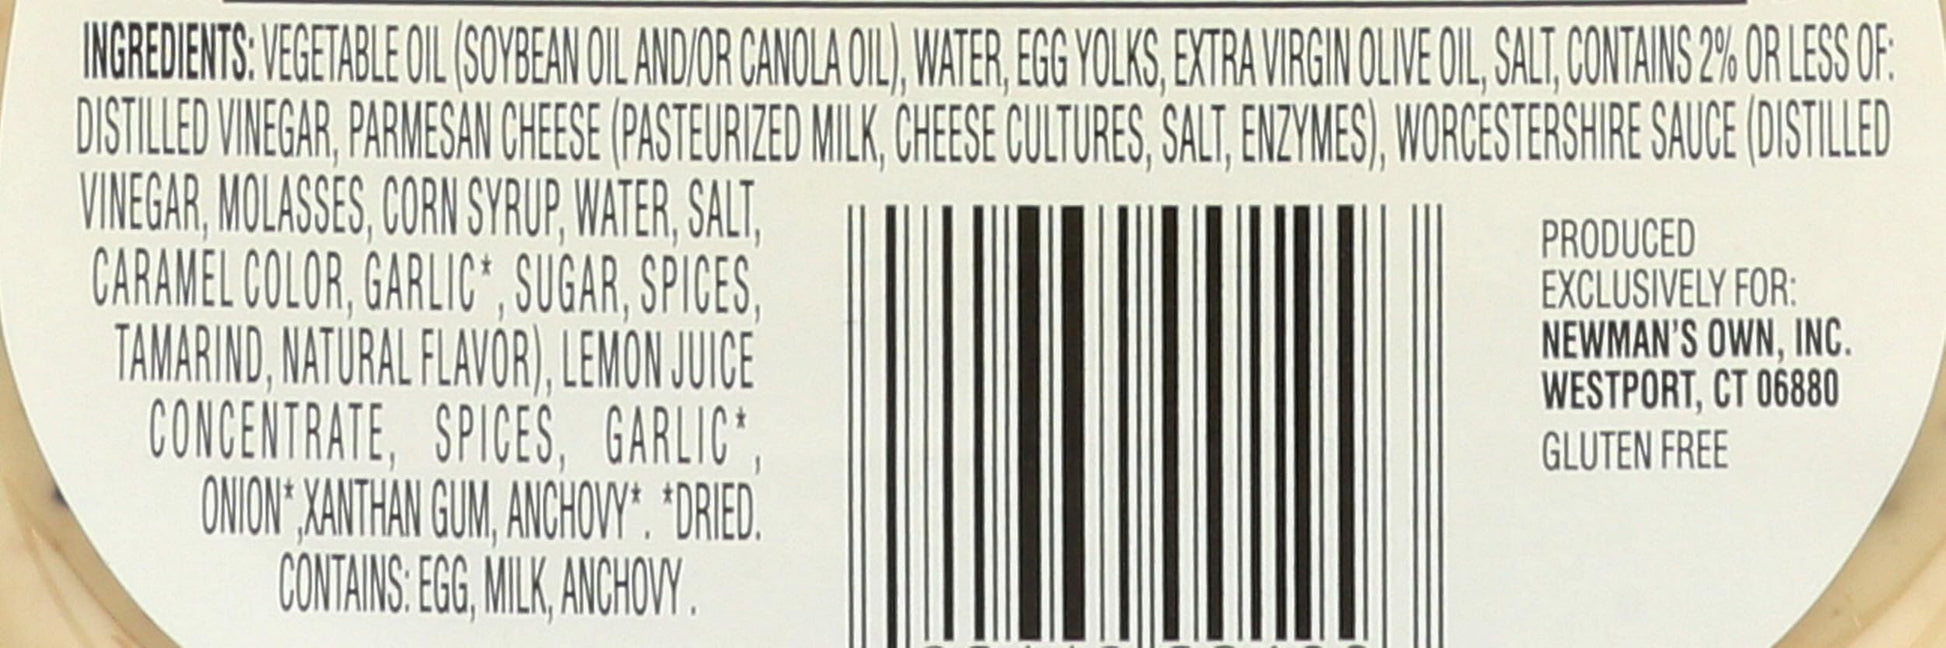 INGREDIENTS: VEGETABLE OIL (SOYBEAN OIL AND/OR CANOLA OIL), WATER, EGG YOLKS, EXTRA VIRGIN OLIVE OIL, SALT, CONTAINS 2% OR LESS OF:
DISTILLED VINEGAR, PARMESAN CHEESE (PASTEURIZED MILK, CHEESE CULTURES, SALT, ENZYMES), WORCESTERSHIRE SAUCE (DISTILLED
VINEGAR, MOLASSES, CORN SYRUP, WATER, SALT,
CARAMEL COLOR, GARLIC*, SUGAR, SPICES,
TAMARIND, NATURAL FLAVOR), LEMON JUICE
CONCENTRATE, SPICES, GARLIC*,
ONION*,XANTHAN GUM, ANCHOVY*. *DRIED.
CONTAINS: EGG, MILK, ANCHOVY.
PRODUCED
EXCLUSIVELY FOR:
NEWMAN'S OWN, INC.
WESTPORT, CT 06880
GLUTEN FREE